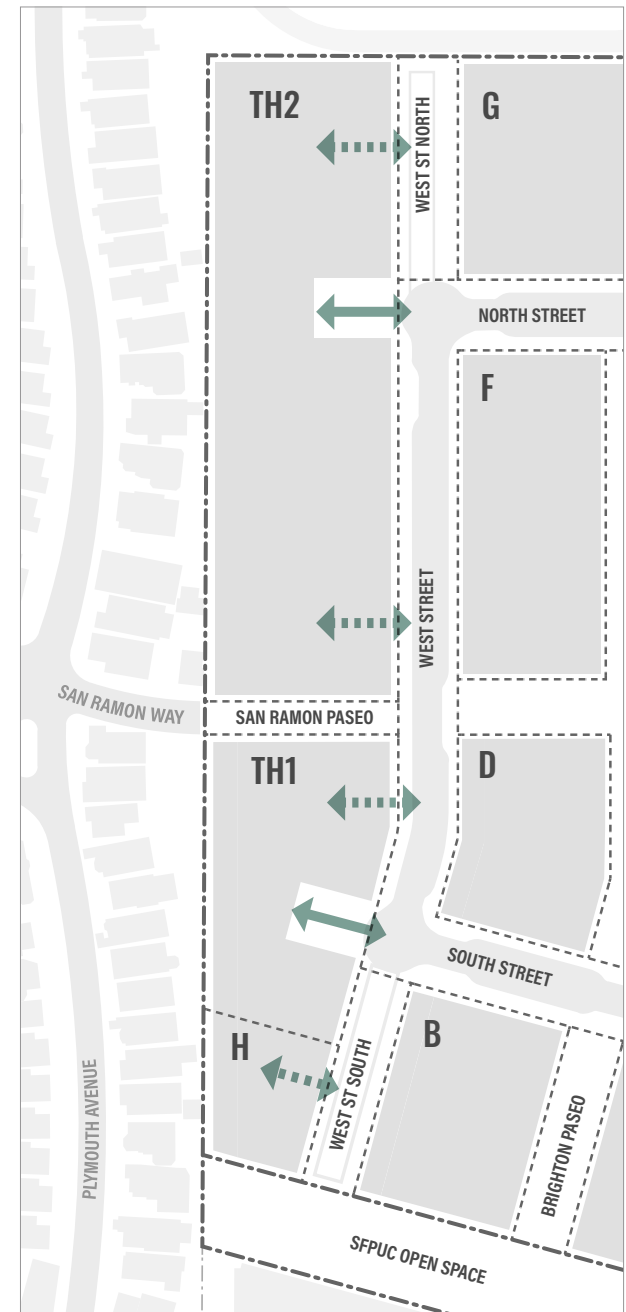 TH2
G
WEST ST NORTH
NORTH STREET
F
WEST STREET
SAN RAMON WAY
SAN RAMON PASEO
TH1
D
SOUTH STREET
H
B
WEST ST SOUTH
PLYMOUTH AVENUE
BRIGHTON PASEO
SFPUC OPEN SPACE